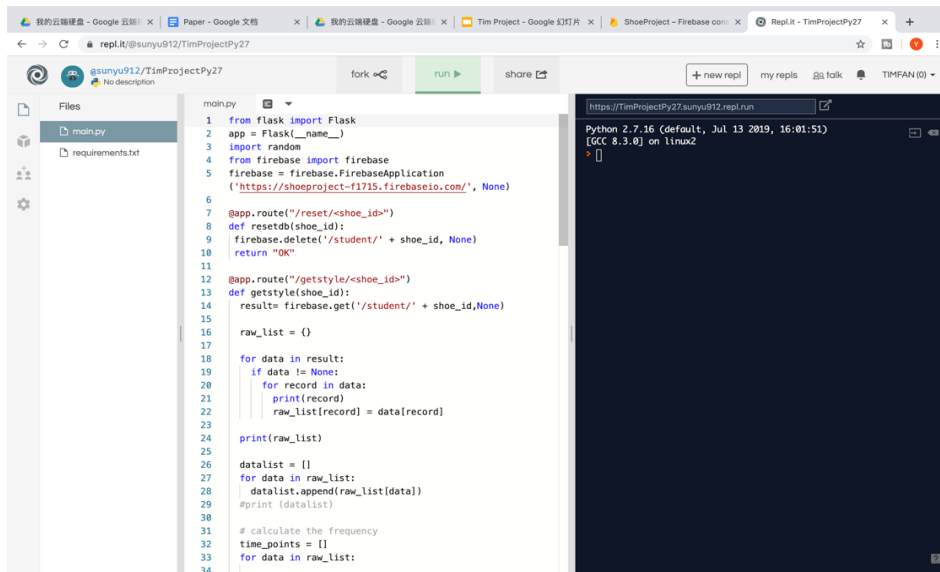 我的云端硬盘 - Google 云端
Paper - Google 文档
我的云端硬盘 - Google 云端
Tim Project - Google 幻灯片
ShoeProject – Firebase con
Repl.it - TimProjectPy27
repl.it/@sunyu912/TimProjectPy27
Y
@sunyu912/TimProjectPy27
No description
fork
run
share
+ new repl
my repls
talk
TIMFAN (0)
Files
main.py
requirements.txt
main.py
1 from flask import Flask
2 app = Flask(__name__)
3 import random
4 from firebase import firebase
5 firebase = firebase.FirebaseApplication
('https://shoeproject-f1715.firebaseio.com/', None)
6
7 @app.route("/reset/<shoe_id>")
8 def resetdb(shoe_id):
9 firebase.delete('/student/' + shoe_id, None)
10 return "OK"
11
12 @app.route("/getstyle/<shoe_id>")
13 def getstyle(shoe_id):
14 result= firebase.get('/student/' + shoe_id,None)
15
16 raw_list = {}
17
18 for data in result:
19 if data != None:
20 for record in data:
21 print(record)
22 raw_list[record] = data[record]
23
24 print(raw_list)
25
26 datalist = []
27 for data in raw_list:
28 datalist.append(raw_list[data])
29 #print (datalist)
30
31 # calculate the frequency
32 time_points = []
33 for data in raw_list:
34
https://TimProjectPy27.sunyu912.repl.run
Python 2.7.16 (default, Jul 13 2019, 16:01:51)
[GCC 8.3.0] on linux2
>
?